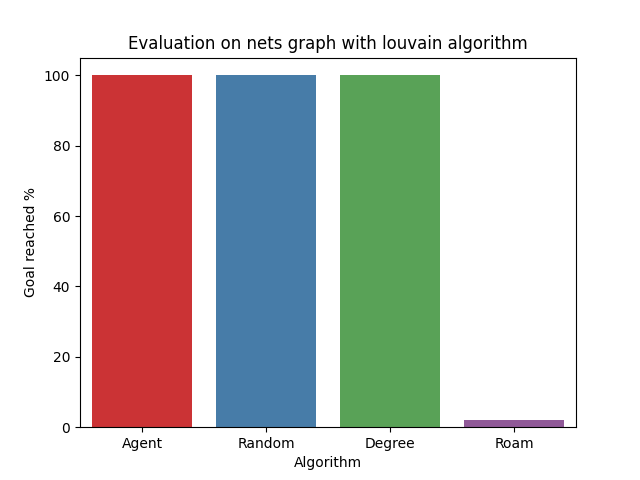 Evaluation on nets graph with louvain algorithm
100
80
60
40
20
0
Goal reached %
Agent Random Degree Roam
Algorithm